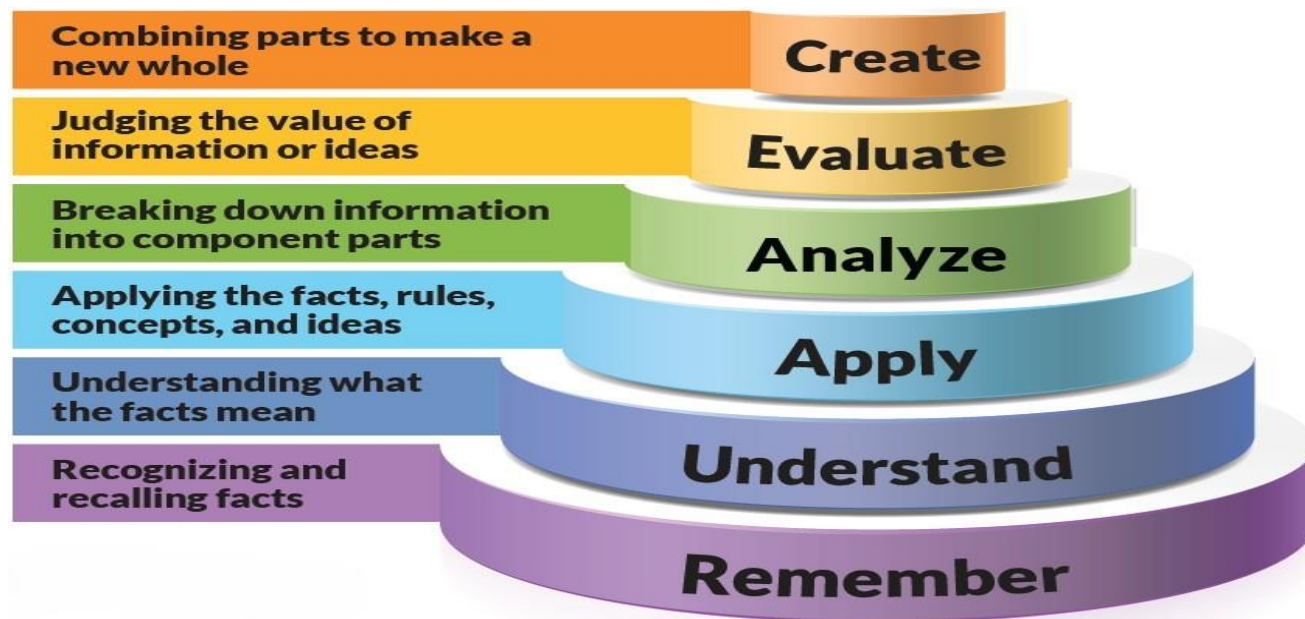 Combining parts to make a
new whole
Create
Judging the value of
information or ideas
Evaluate
Breaking down information
into component parts
Analyze
Applying the facts, rules,
concepts, and ideas
Apply
Understanding what
the facts mean
Understand
Recognizing and
recalling facts
Remember